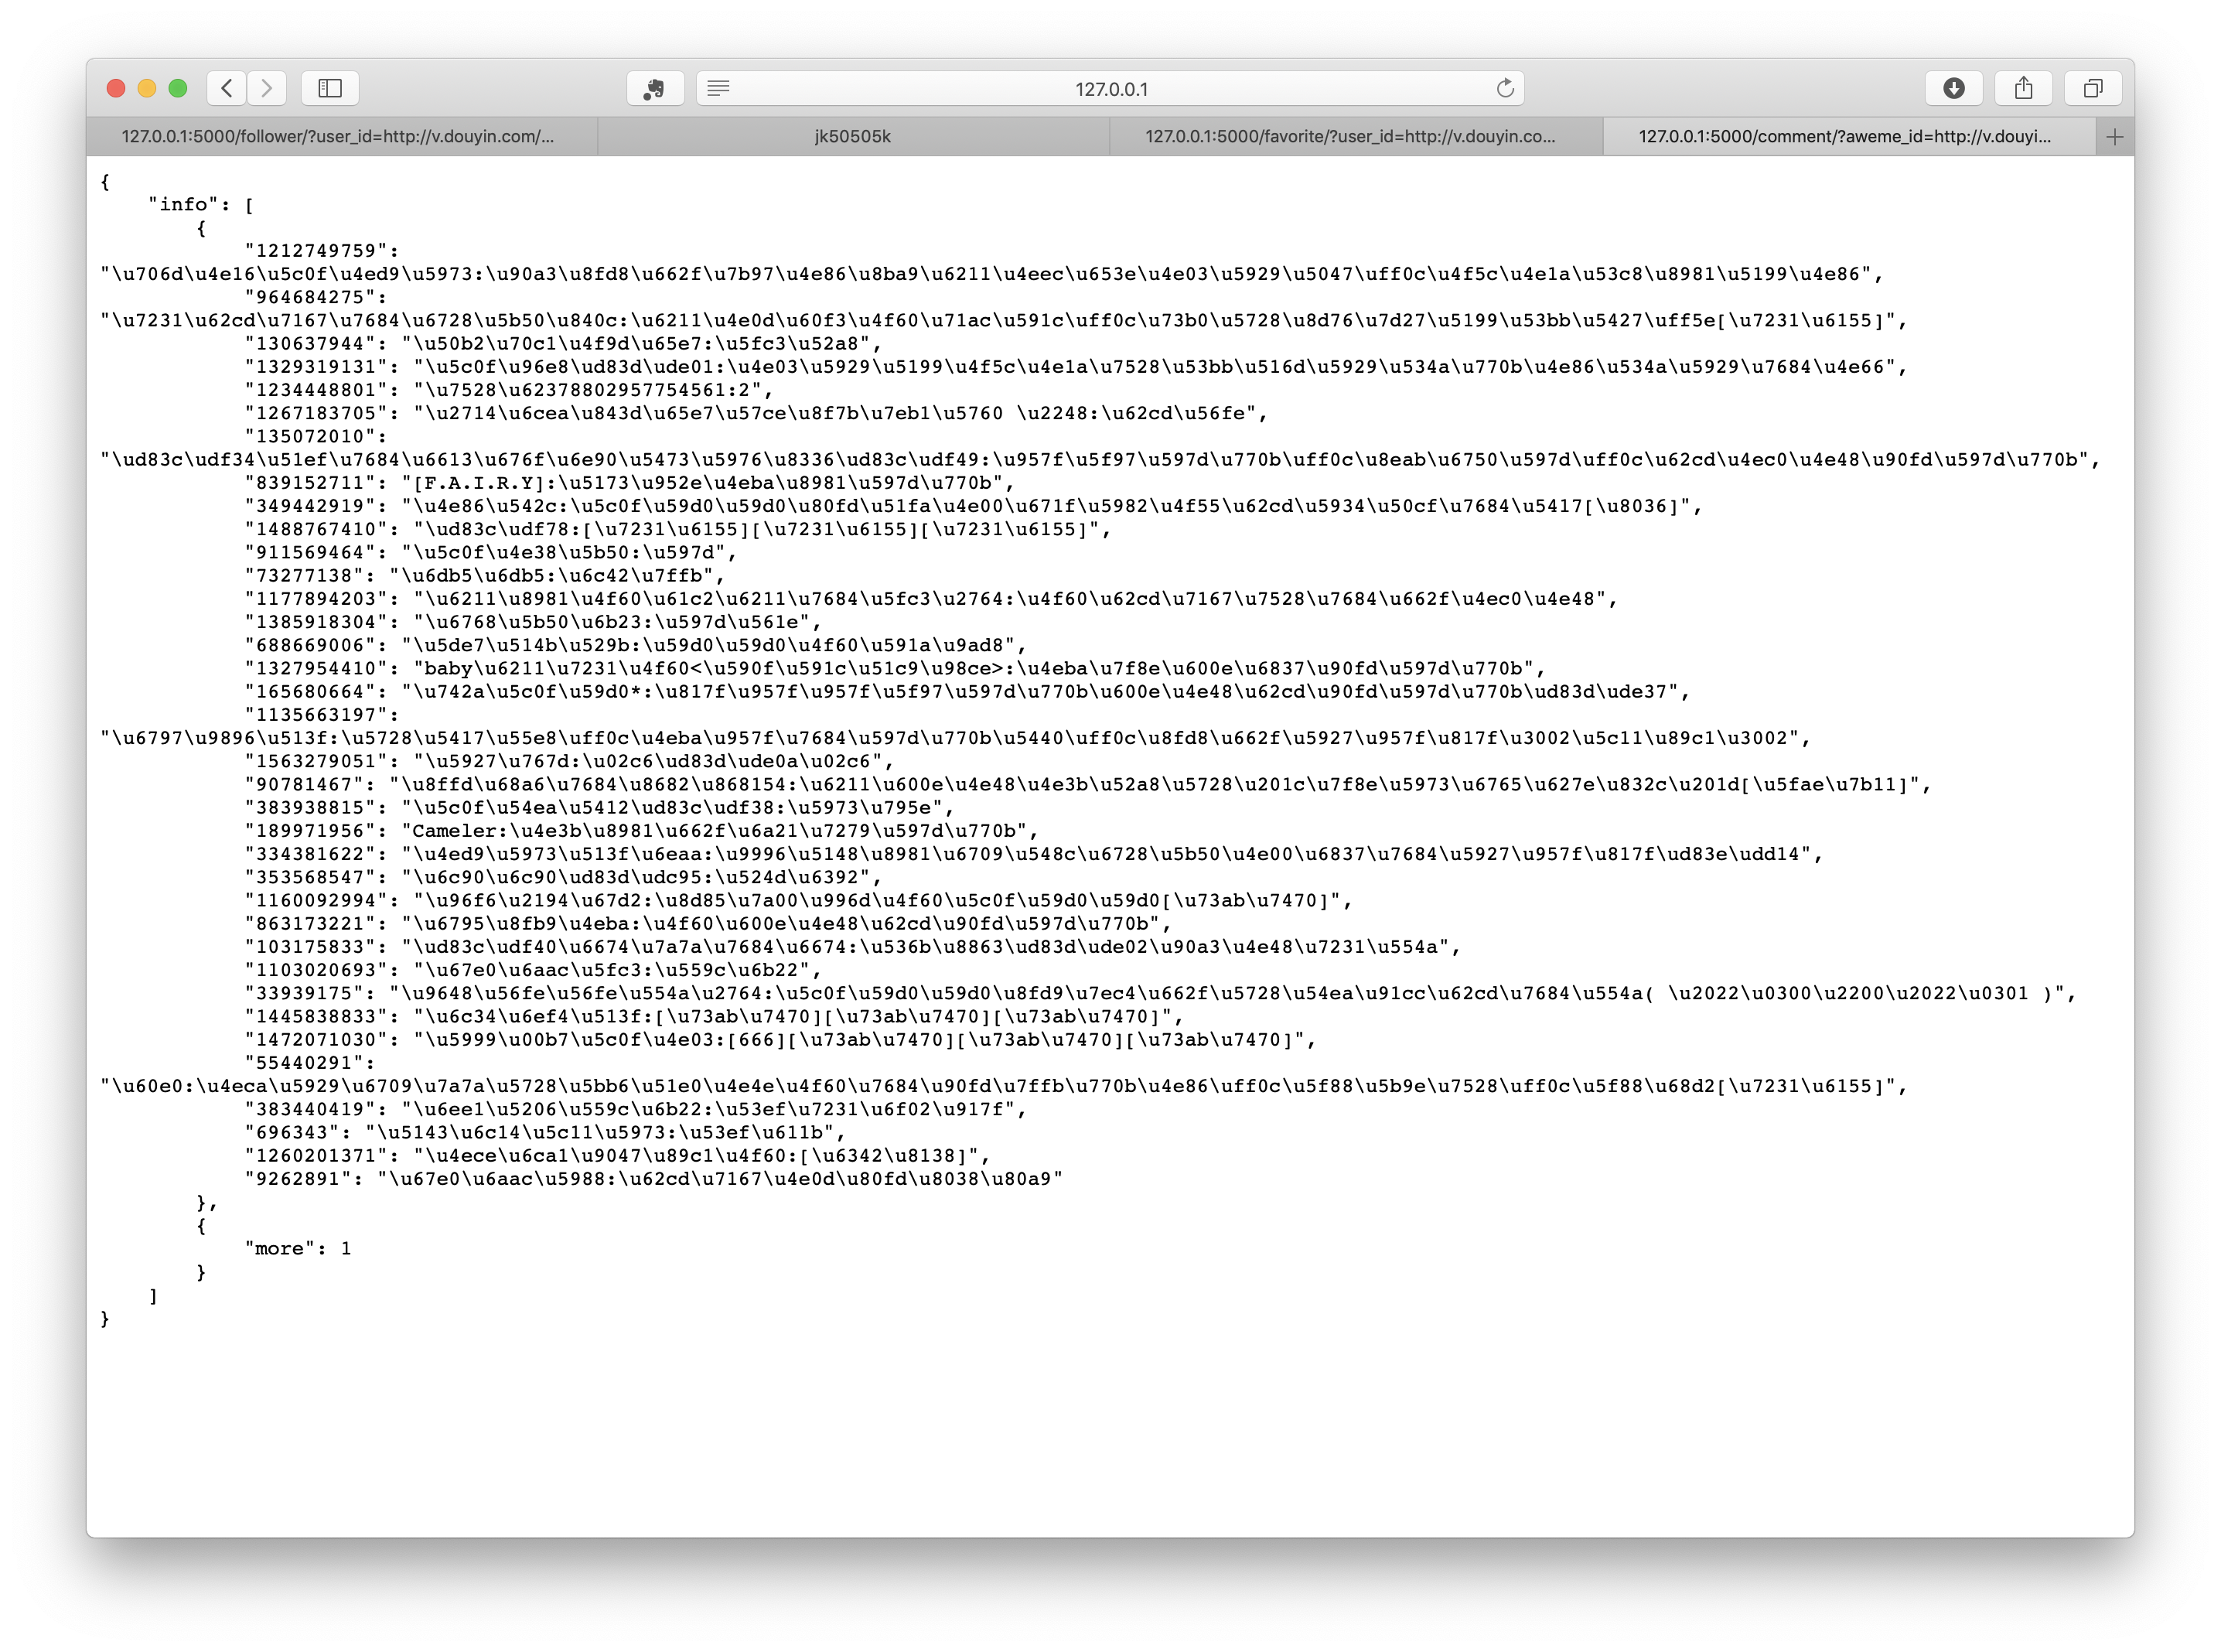 127.0.0.1
127.0.0.1:5000/follower/?user_id=http://v.douyin.com/...
jk50505k
127.0.0.1:5000/favorite/?user_id=http://v.douyin.co...
127.0.0.1:5000/comment/?aweme_id=http://v.douyi...
{
"info": [
{
"1212749759":
"\u706d\u4e16\u5c0f\u4ed9\u5973:\u90a3\u8fd8\u662f\u7b97\u4e86\u8ba9\u6211\u4eec\u653e\u4e03\u5929\u5047\uff0c\u4f5c\u4e1a\u53c8\u8981\u5199\u4e86",
"964684275":
"\u7231\u62cd\u7167\u7684\u6728\u5b50\u840c:\u6211\u4e0d\u60f3\u4f60\u71ac\u591c\uff0c\u73b0\u5728\u8d76\u7d27\u5199\u53bb\u5427\uff5e[\u7231\u6155]",
"130637944": "\u50b2\u70c1\u4f9d\u65e7:\u5fc3\u52a8",
"1329319131": "\u5c0f\u96e8\ud83d\ude01:\u4e03\u5929\u5199\u4f5c\u4e1a\u7528\u53bb\u516d\u5929\u534a\u770b\u4e86\u534a\u5929\u7684\u4e66",
"1234448801": "\u7528\u62378802957754561:2",
"1267183705": "\u2714\u6cea\u843d\u65e7\u57ce\u8f7b\u7eb1\u5760 \u2248:\u62cd\u56fe",
"135072010":
"\ud83c\udf34\u51ef\u7684\u6613\u676f\u6e90\u5473\u5976\u8336\ud83c\udf49:\u957f\u5f97\u597d\u770b\uff0c\u8eab\u6750\u597d\uff0c\u62cd\u4ec0\u4e48\u90fd\u597d\u770b",
"839152711": "[F.A.I.R.Y]:\u5173\u952e\u4eba\u8981\u597d\u770b",
"349442919": "\u4e86\u542c:\u5c0f\u59d0\u59d0\u80fd\u51fa\u4e00\u671f\u5982\u4f55\u62cd\u5934\u50cf\u7684\u5417[\u8036]",
"1488767410": "\ud83c\udf78:[\u7231\u6155][\u7231\u6155][\u7231\u6155]",
"911569464": "\u5c0f\u4e38\u5b50:\u597d",
"73277138": "\u6db5\u6db5:\u6c42\u7ffb",
"1177894203": "\u6211\u8981\u4f60\u61c2\u6211\u7684\u5fc3\u2764:\u4f60\u62cd\u7167\u7528\u7684\u662f\u4ec0\u4e48",
"1385918304": "\u6768\u5b50\u6b23:\u597d\u561e",
"688669006": "\u5de7\u514b\u529b:\u59d0\u59d0\u4f60\u591a\u9ad8",
"1327954410": "baby\u6211\u7231\u4f60<\u590f\u591c\u51c9\u98ce>:\u4eba\u7f8e\u600e\u6837\u90fd\u597d\u770b",
"165680664": "\u742a\u5c0f\u59d0*:\u817f\u957f\u957f\u5f97\u597d\u770b\u600e\u4e48\u62cd\u90fd\u597d\u770b\ud83d\ude37",
"1135663197":
"\u6797\u9896\u513f:\u5728\u5417\u55e8\uff0c\u4eba\u957f\u7684\u597d\u770b\u5440\uff0c\u8fd8\u662f\u5927\u957f\u817f\u3002\u5c11\u89c1\u3002",
"1563279051": "\u5927\u767d:\u02c6\ud83d\ude0a\u02c6",
"90781467": "\u8ffd\u68a6\u7684\u8682\u868154:\u6211\u600e\u4e48\u4e3b\u52a8\u5728\u201c\u7f8e\u5973\u6765\u627e\u832c\u201d[\u5fae\u7b11]",
"383938815": "\u5c0f\u54ea\u5412\ud83c\udf38:\u5973\u795e",
"189971956": "Cameler:\u4e3b\u8981\u662f\u6a21\u7279\u597d\u770b",
"334381622": "\u4ed9\u5973\u513f\u6eaa:\u9996\u5148\u8981\u6709\u548c\u6728\u5b50\u4e00\u6837\u7684\u5927\u957f\u817f\ud83e\udd14",
"353568547": "\u6c90\u6c90\ud83d\udc95:\u524d\u6392",
"1160092994": "\u96f6\u2194\u67d2:\u8d85\u7a00\u996d\u4f60\u5c0f\u59d0\u59d0[\u73ab\u7470]",
"863173221": "\u6795\u8fb9\u4eba:\u4f60\u600e\u4e48\u62cd\u90fd\u597d\u770b",
"103175833": "\ud83c\udf40\u6674\u7a7a\u7684\u6674:\u536b\u8863\ud83d\ude02\u90a3\u4e48\u7231\u554a",
"1103020693": "\u67e0\u6aac\u5fc3:\u559c\u6b22",
"33939175": "\u9648\u56fe\u56fe\u554a\u2764:\u5c0f\u59d0\u59d0\u8fd9\u7ec4\u662f\u5728\u54ea\u91cc\u62cd\u7684\u554a( \u2022\u0300\u2200\u2022\u0301 )",
"1445838833": "\u6c34\u6ef4\u513f:[\u73ab\u7470][\u73ab\u7470][\u73ab\u7470]",
"1472071030": "\u5999\u00b7\u5c0f\u4e03:[666][\u73ab\u7470][\u73ab\u7470][\u73ab\u7470]",
"55440291":
"\u60e0:\u4eca\u5929\u6709\u7a7a\u5728\u5bb6\u51e0\u4e4e\u4f60\u7684\u90fd\u7ffb\u770b\u4e86\uff0c\u5f88\u5b9e\u7528\uff0c\u5f88\u68d2[\u7231\u6155]",
"383440419": "\u6ee1\u5206\u559c\u6b22:\u53ef\u7231\u6f02\u917f",
"696343": "\u5143\u6c14\u5c11\u5973:\u53ef\u611b",
"1260201371": "\u4ece\u6ca1\u9047\u89c1\u4f60:[\u6342\u8138]",
"9262891": "\u67e0\u6aac\u5988:\u62cd\u7167\u4e0d\u80fd\u8038\u80a9"
},
{
"more": 1
}
]
}